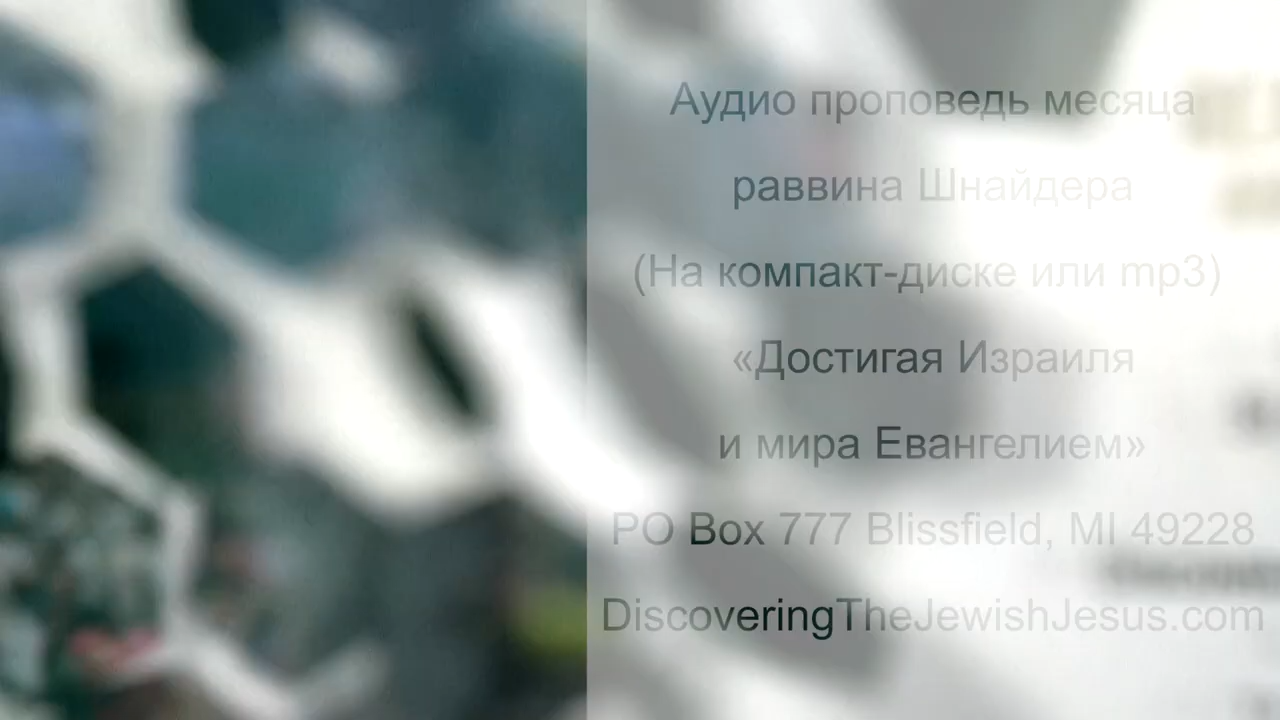 Аудио проповедь месяца
раввина Шнайдера
(На компакт-диске или mp3)
«Достигая Израиля
и мира Евангелием»
PO Box 777 Blissfield, MI 49228
DiscoveringTheJewishJesus.com